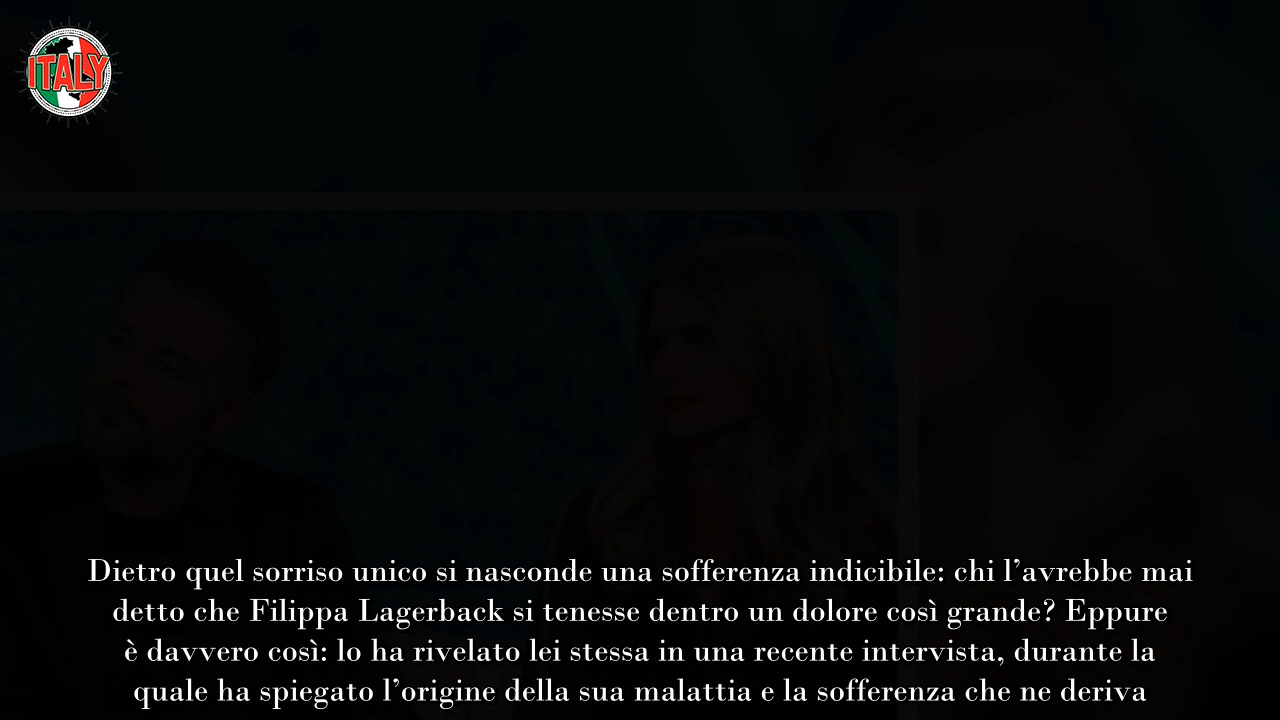 ITALY
Dietro quel sorriso unico si nasconde una sofferenza indicibile: chi l’avrebbe mai
detto che Filippa Lagerback si tenesse dentro un dolore così grande? Eppure
è davvero così: lo ha rivelato lei stessa in una recente intervista, durante la
quale ha spiegato l’origine della sua malattia e la sofferenza che ne deriva